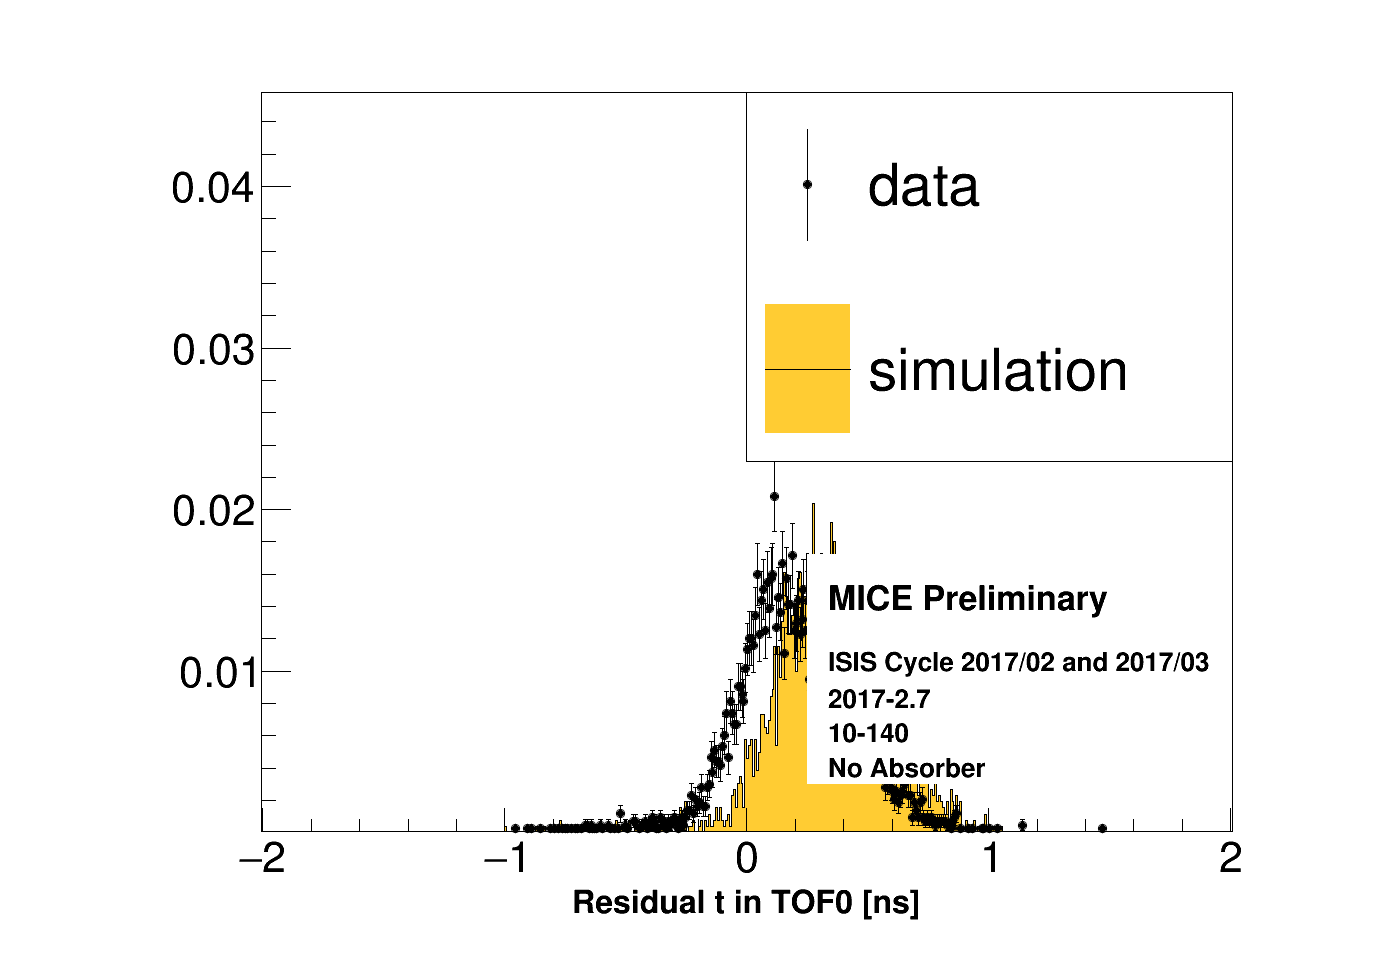 0.04
0.03
0.02
0.01
data
simulation
MICE Preliminary
ISIS Cycle 2017/02 and 2017/03
2017-2.7
10-140
No Absorber
−2 −1 0 1 2
Residual t in TOF0 [ns]